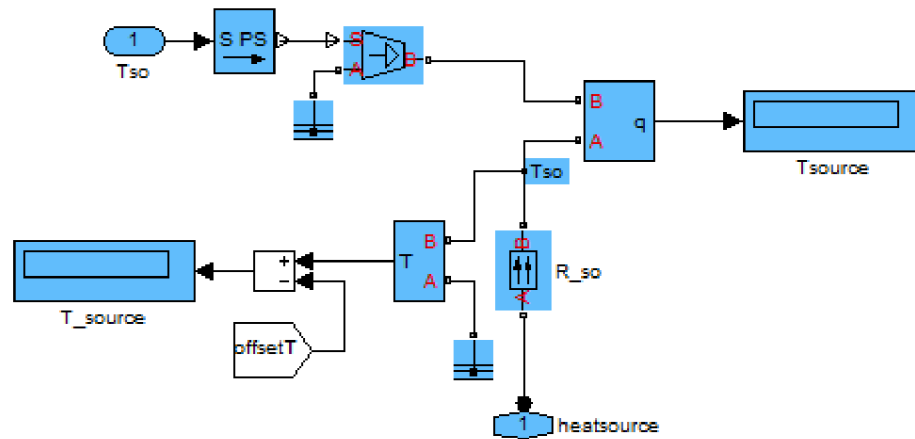 1
Tso
S PS
S
A
B
B
A
q
Tsource
Tso
B
A
T
T_source
+
−
offsetT
B
A
R_so
1
heatsource